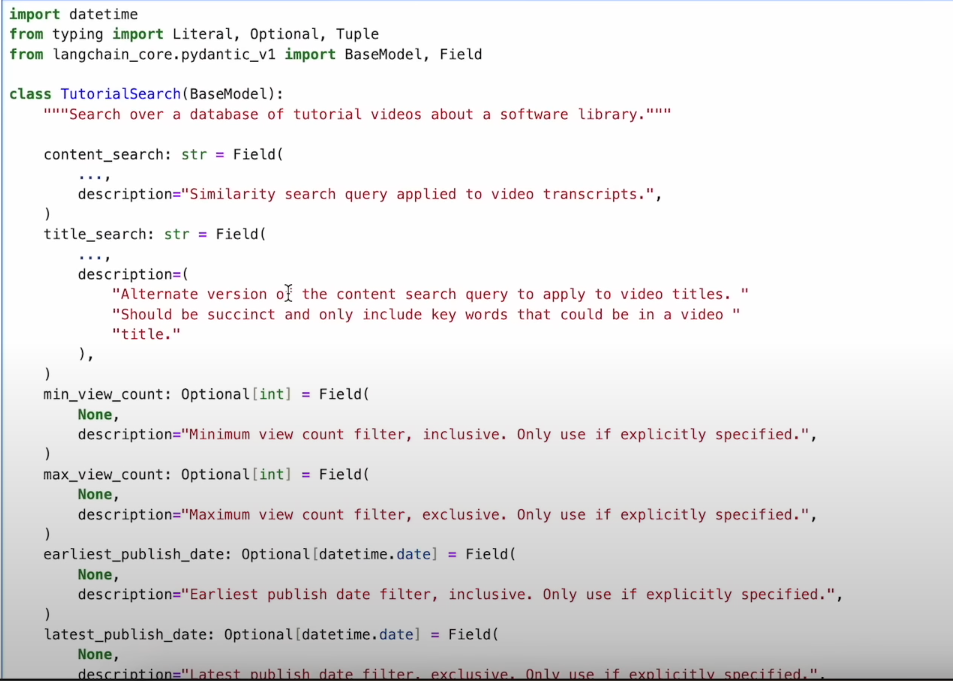 import datetime
from typing import Literal, Optional, Tuple
from langchain_core.pydantic_v1 import BaseModel, Field

class TutorialSearch(BaseModel):
    """Search over a database of tutorial videos about a software library."""

    content_search: str = Field(
        ...,
        description="Similarity search query applied to video transcripts.",
    )
    title_search: str = Field(
        ...,
        description=(
            "Alternate version of the content search query to apply to video titles. "
            "Should be succinct and only include key words that could be in a video "
            "title."
        ),
    )
    min_view_count: Optional[int] = Field(
        None,
        description="Minimum view count filter, inclusive. Only use if explicitly specified.",
    )
    max_view_count: Optional[int] = Field(
        None,
        description="Maximum view count filter, exclusive. Only use if explicitly specified.",
    )
    earliest_publish_date: Optional[datetime.date] = Field(
        None,
        description="Earliest publish date filter, inclusive. Only use if explicitly specified.",
    )
    latest_publish_date: Optional[datetime.date] = Field(
        None,
        description="Latest publish date filter, exclusive. Only use if explicitly specified.",